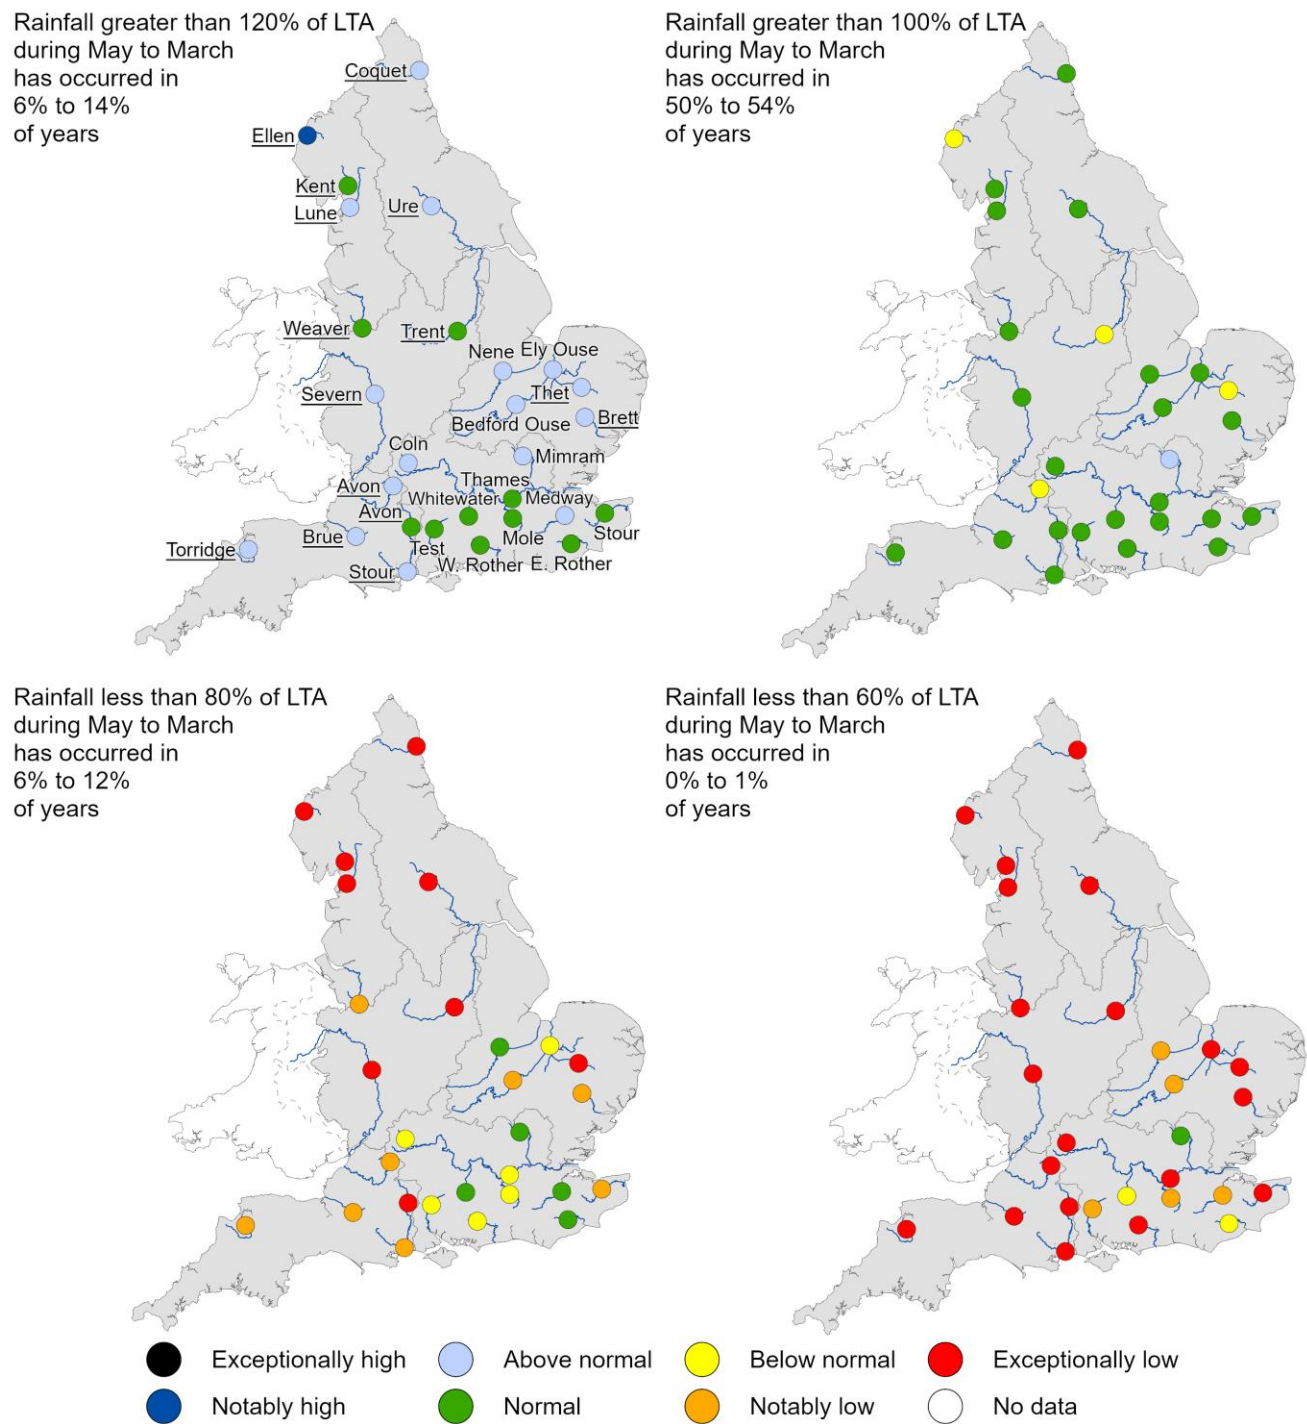 Rainfall greater than 120% of LTA
during May to March
has occurred in
6% to 14%
of years
Coquet
Ellen
Kent
Lune
Ure
Weaver
Trent
Nene
Ely Ouse
Severn
Thet
Bedford Ouse
Brett
Coln
Mimram
Avon
Thames
Whitewater
Medway
Avon
Brue
Test
Mole
Stour
Torridge
Stour
W. Rother
E. Rother
Rainfall greater than 100% of LTA
during May to March
has occurred in
50% to 54%
of years
Rainfall less than 80% of LTA
during May to March
has occurred in
6% to 12%
of years
Rainfall less than 60% of LTA
during May to March
has occurred in
0% to 1%
of years
Exceptionally high
Above normal
Below normal
Exceptionally low
Notably high
Normal
Notably low
No data